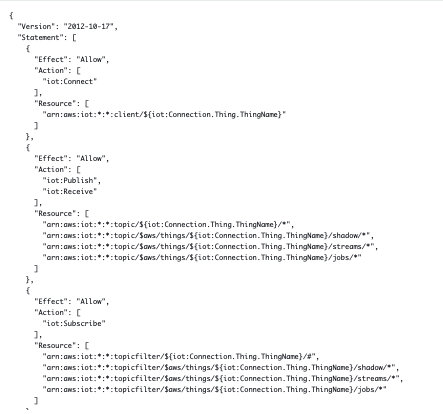 {
"Version": "2012-10-17",
"Statement": [
{
"Effect": "Allow",
"Action": [
"iot:Connect"
],
"Resource": [
"arn:aws:iot:*:*:client/${iot:Connection.Thing.ThingName}"
]
},
{
"Effect": "Allow",
"Action": [
"iot:Publish",
"iot:Receive"
],
"Resource": [
"arn:aws:iot:*:*:topic/${iot:Connection.Thing.ThingName}/*",
"arn:aws:iot:*:*:topic/$aws/things/${iot:Connection.Thing.ThingName}/shadow/*",
"arn:aws:iot:*:*:topic/$aws/things/${iot:Connection.Thing.ThingName}/streams/*",
"arn:aws:iot:*:*:topic/$aws/things/${iot:Connection.Thing.ThingName}/jobs/*"
]
},
{
"Effect": "Allow",
"Action": [
"iot:Subscribe"
],
"Resource": [
"arn:aws:iot:*:*:topicfilter/${iot:Connection.Thing.ThingName}/#",
"arn:aws:iot:*:*:topicfilter/$aws/things/${iot:Connection.Thing.ThingName}/shadow/*",
"arn:aws:iot:*:*:topicfilter/$aws/things/${iot:Connection.Thing.ThingName}/streams/*",
"arn:aws:iot:*:*:topicfilter/$aws/things/${iot:Connection.Thing.ThingName}/jobs/*"
]